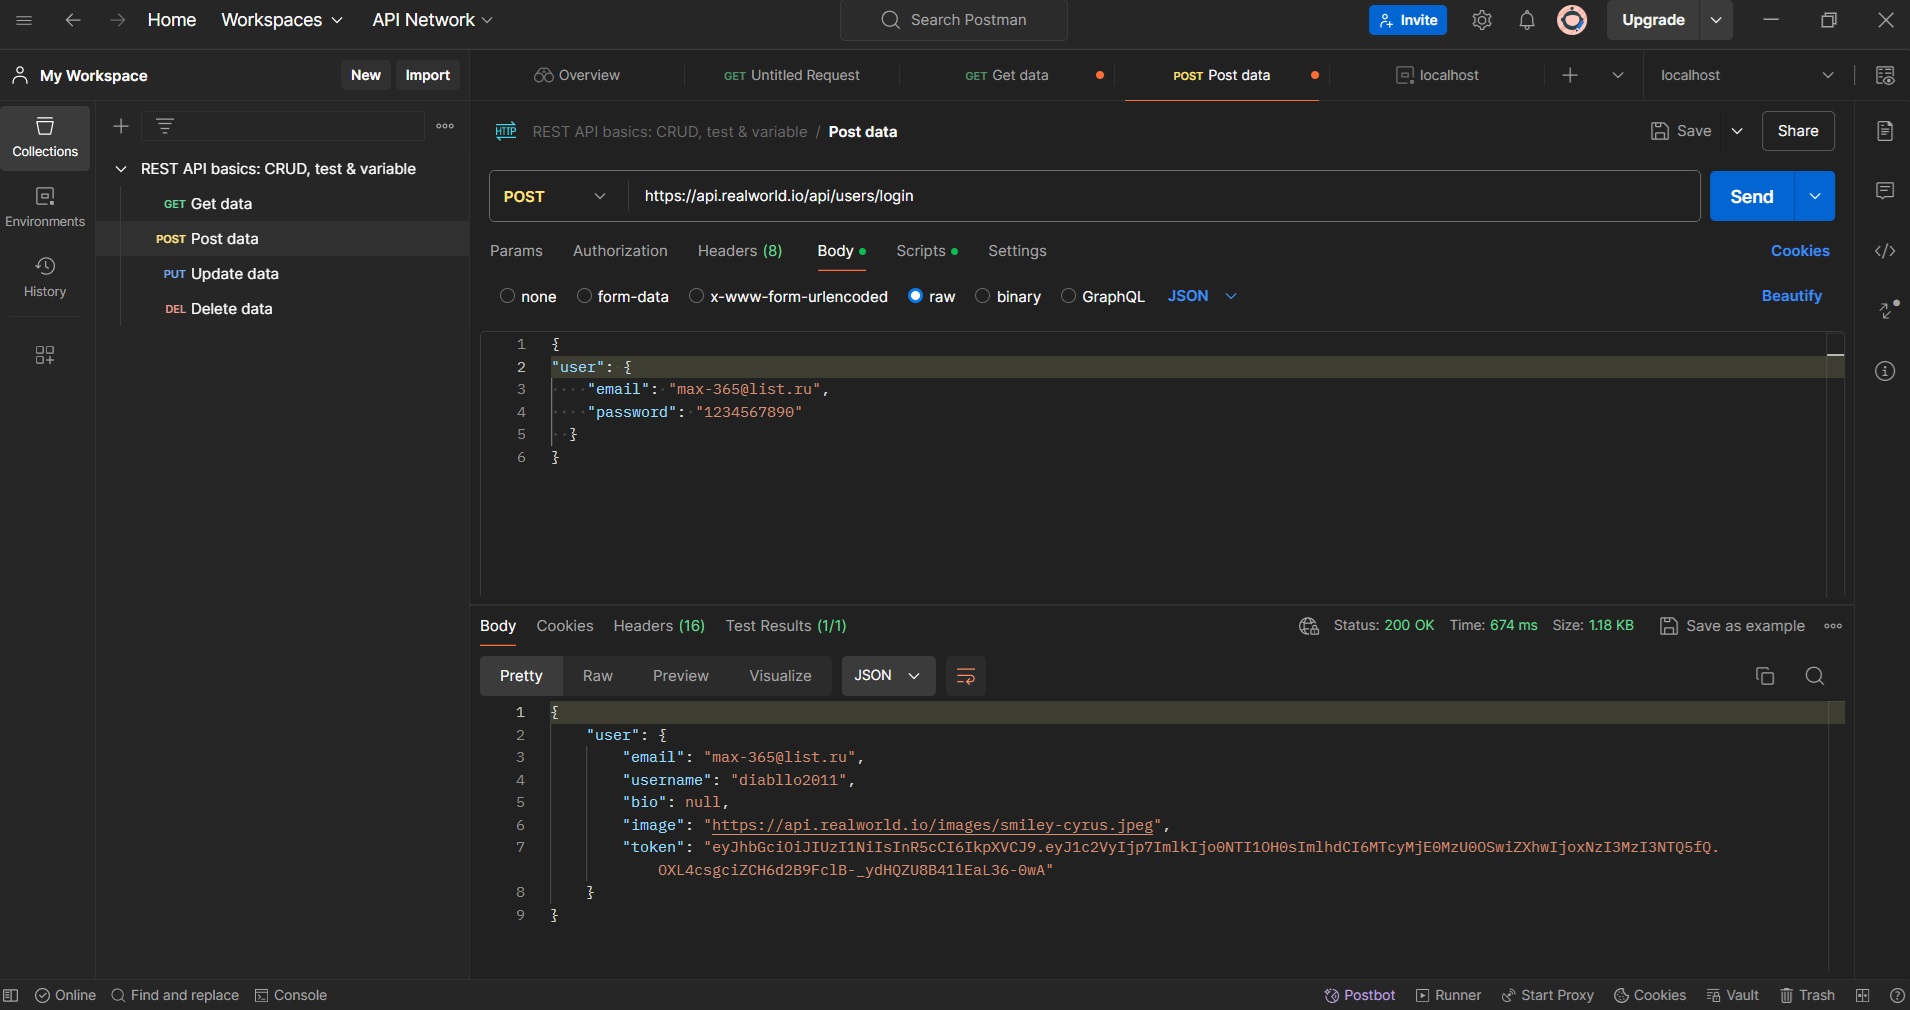 Home Workspaces API Network Search Postman Invite Upgrade
My Workspace New Import Overview GET Untitled Request GET Get data POST Post data localhost localhost
Collections
Environments
History
REST API basics: CRUD, test & variable
GET Get data
POST Post data
PUT Update data
DEL Delete data
HTTP REST API basics: CRUD, test & variable / Post data Save Share
POST https://api.realworld.io/api/users/login Send
Params Authorization Headers (8) Body Scripts Settings Cookies
none form-data x-www-form-urlencoded raw binary GraphQL JSON Beautify
1 {
2 "user": {
3 "email": "max-365@list.ru",
4 "password": "1234567890"
5 }
6 }
Body Cookies Headers (16) Test Results (1/1) Status: 200 OK Time: 674 ms Size: 1.18 KB Save as example
Pretty Raw Preview Visualize JSON
1 {
2 "user": {
3 "email": "max-365@list.ru",
4 "username": "diabllo2011",
5 "bio": null,
6 "image": "https://api.realworld.io/images/smiley-cyrus.jpeg",
7 "token": "eyJhbGciOiJIUzI1NiIsInR5cCI6IkpXVCJ9.eyJ1c2VyIjp7ImlkIjo0NTI1OH0sImlhdCI6MTcyMjE0MzU0OSwiZXhwIjoxNzI3MzI3NTQ5fQ.
OXL4csgciZCH6d2B9FclB-_ydHQZU8B41lEaL36-0wA"
8 }
9 }
Online Find and replace Console Postbot Runner Start Proxy Cookies Vault Trash